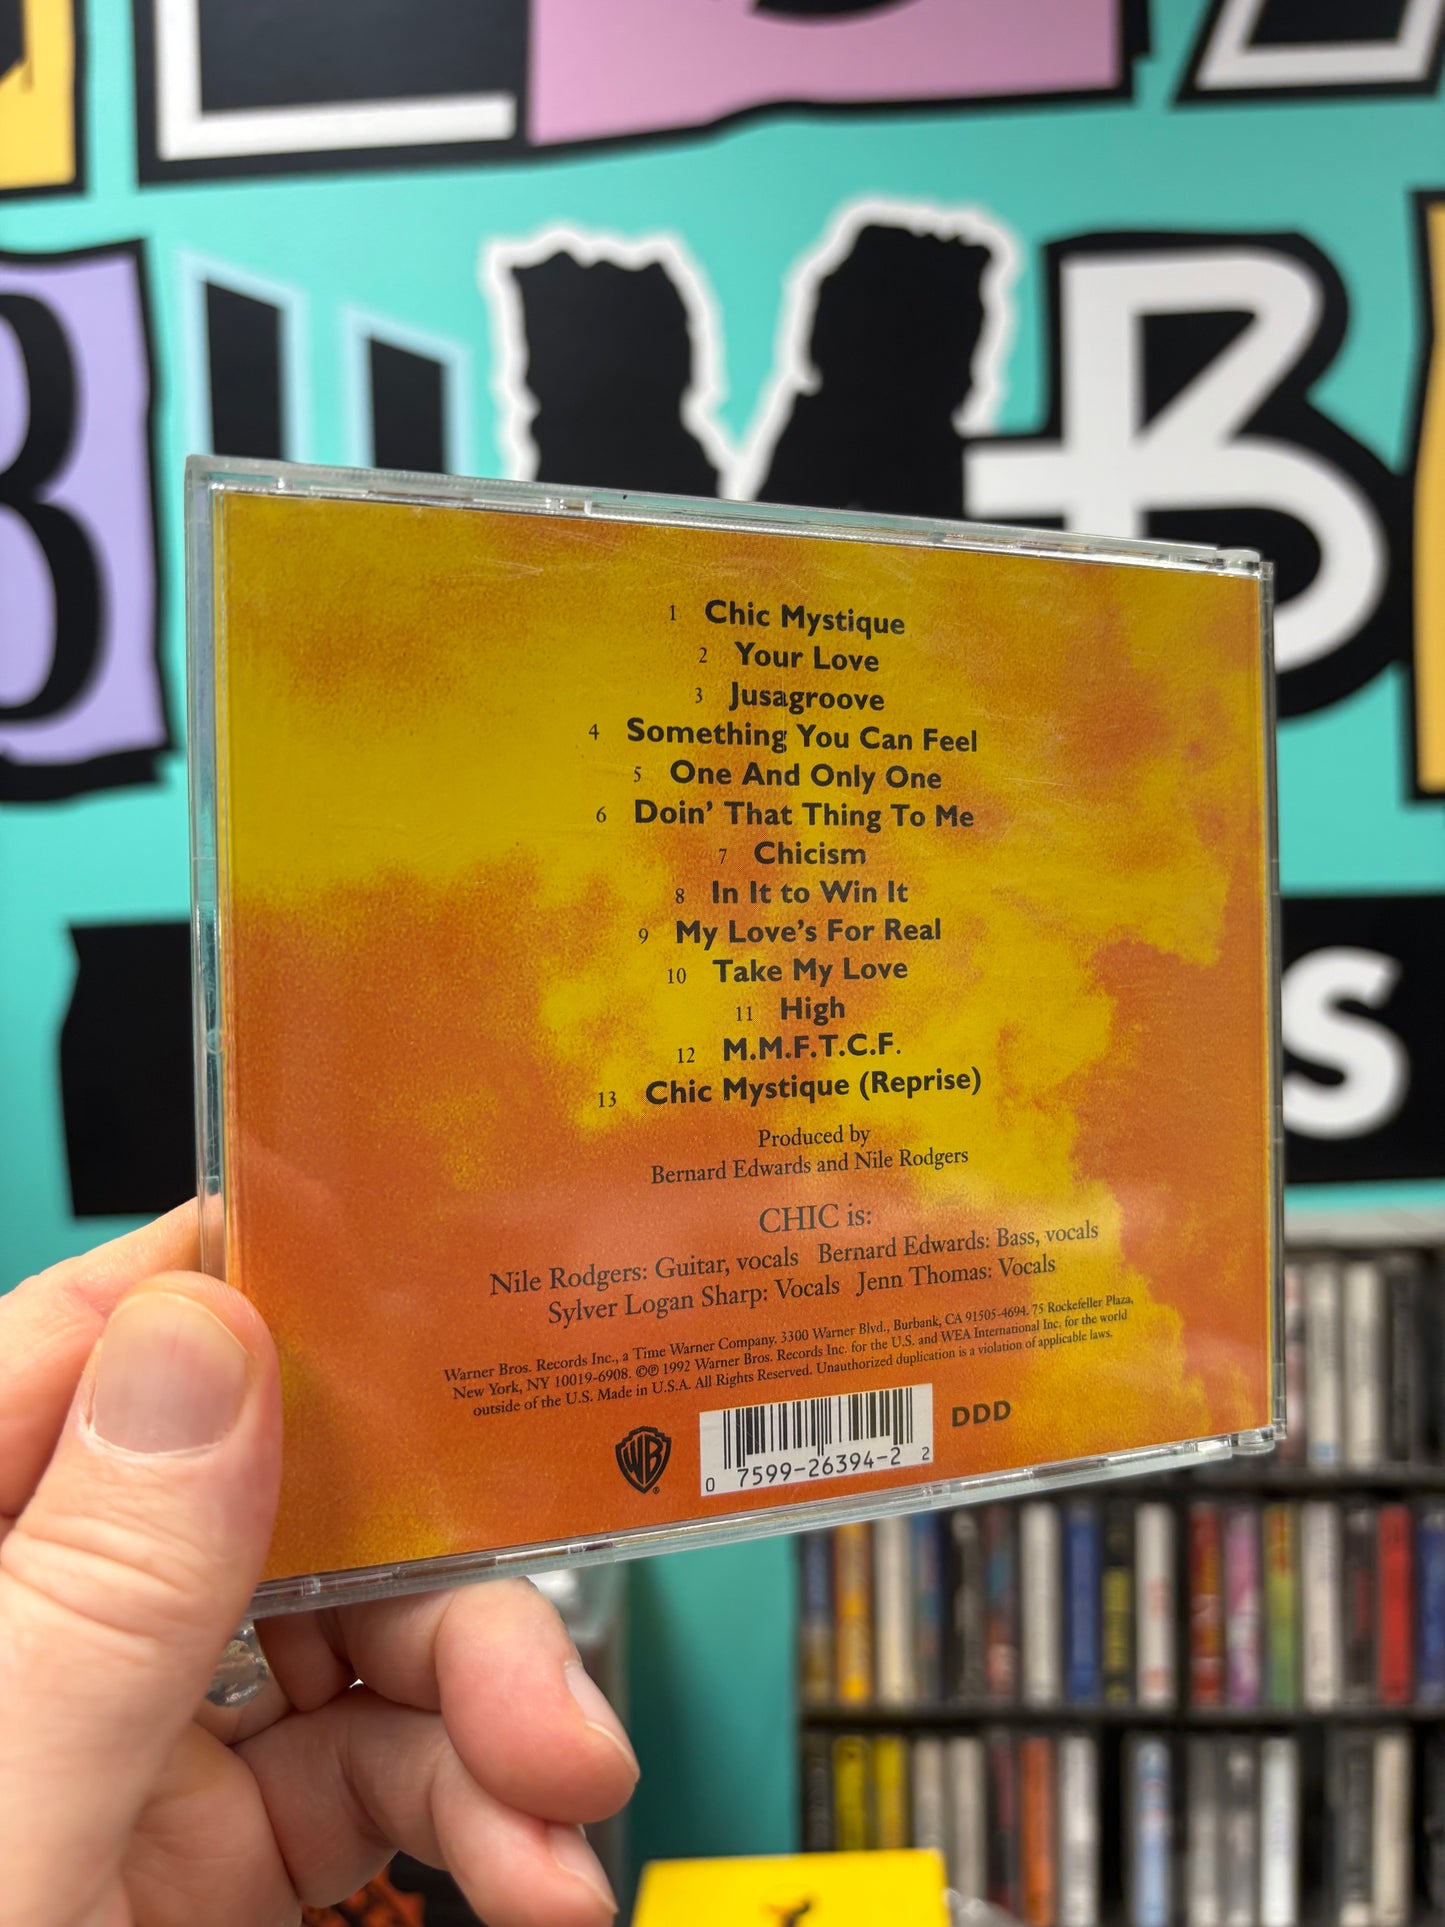 1 Chic Mystique
2 Your Love
3 Jusagroove
4 Something You Can Feel
5 One And Only One
6 Doin' That Thing To Me
7 Chicism
8 In It to Win It
9 My Love's For Real
10 Take My Love
11 High
12 M.M.F.T.C.F.
13 Chic Mystique (Reprise)
Produced by
Bernard Edwards and Nile Rodgers
CHIC is:
Nile Rodgers: Guitar, vocals Bernard Edwards: Bass, vocals
Sylver Logan Sharp: Vocals Jenn Thomas: Vocals
Warner Bros. Records Inc., a Time Warner Company. 3300 Warner Blvd., Burbank, CA 91505-4694. 75 Rockefeller Plaza,
New York, NY 10019-6908. ©℗ 1992 Warner Bros. Records Inc. for the U.S. and WEA International Inc. for the world
outside of the U.S. Made in U.S.A. All Rights Reserved. Unauthorized duplication is a violation of applicable laws.
WB ®
0 7599-26394-2 2
DDD
B
S